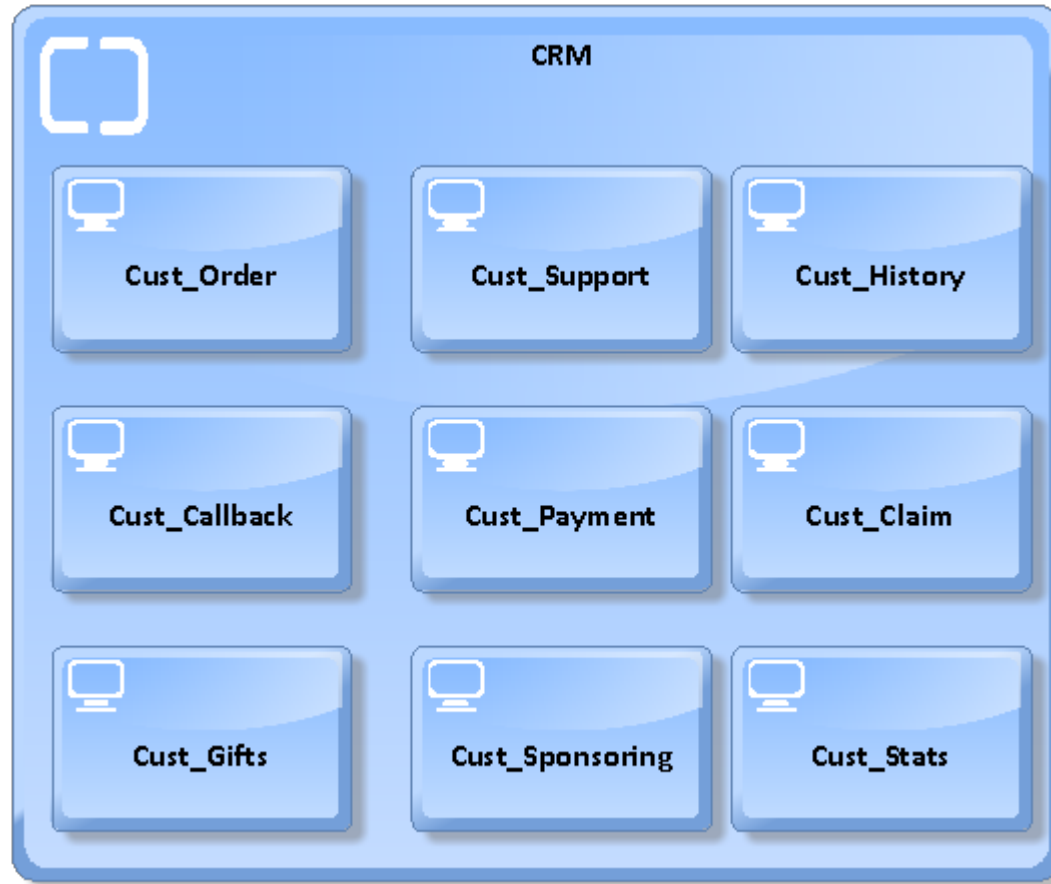 CRM
Cust_Order
Cust_Support
Cust_History
Cust_Callback
Cust_Payment
Cust_Claim
Cust_Gifts
Cust_Sponsoring
Cust_Stats